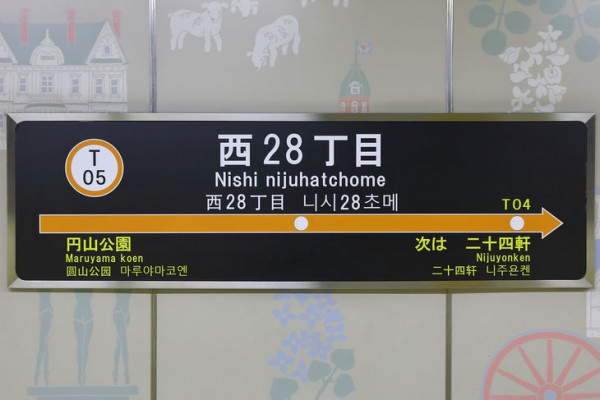 T
05
西28丁目
Nishi nijuhatchome
西28丁目 니시28초메
T04
円山公園
Maruyama koen
圆山公园 마루야마코엔
次は 二十四軒
Nijuyonken
二十四轩 니주욘켄